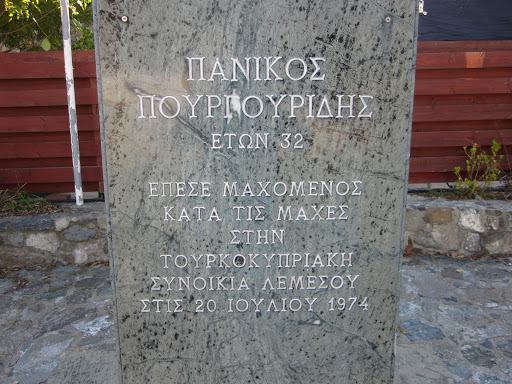 ΠΑΝΙΚΟΣ
ΠΟΥΡΓΟΥΡΙΔΗΣ
ΕΤΩΝ 32
ΕΠΕΣΕ ΜΑΧΟΜΕΝΟΣ
ΚΑΤΑ ΤΙΣ ΜΑΧΕΣ
ΣΤΗΝ
ΤΟΥΡΚΟΚΥΠΡΙΑΚΗ
ΣΥΝΟΙΚΙΑ ΛΕΜΕΣΟΥ
ΣΤΙΣ 20 ΙΟΥΛΙΟΥ 1974